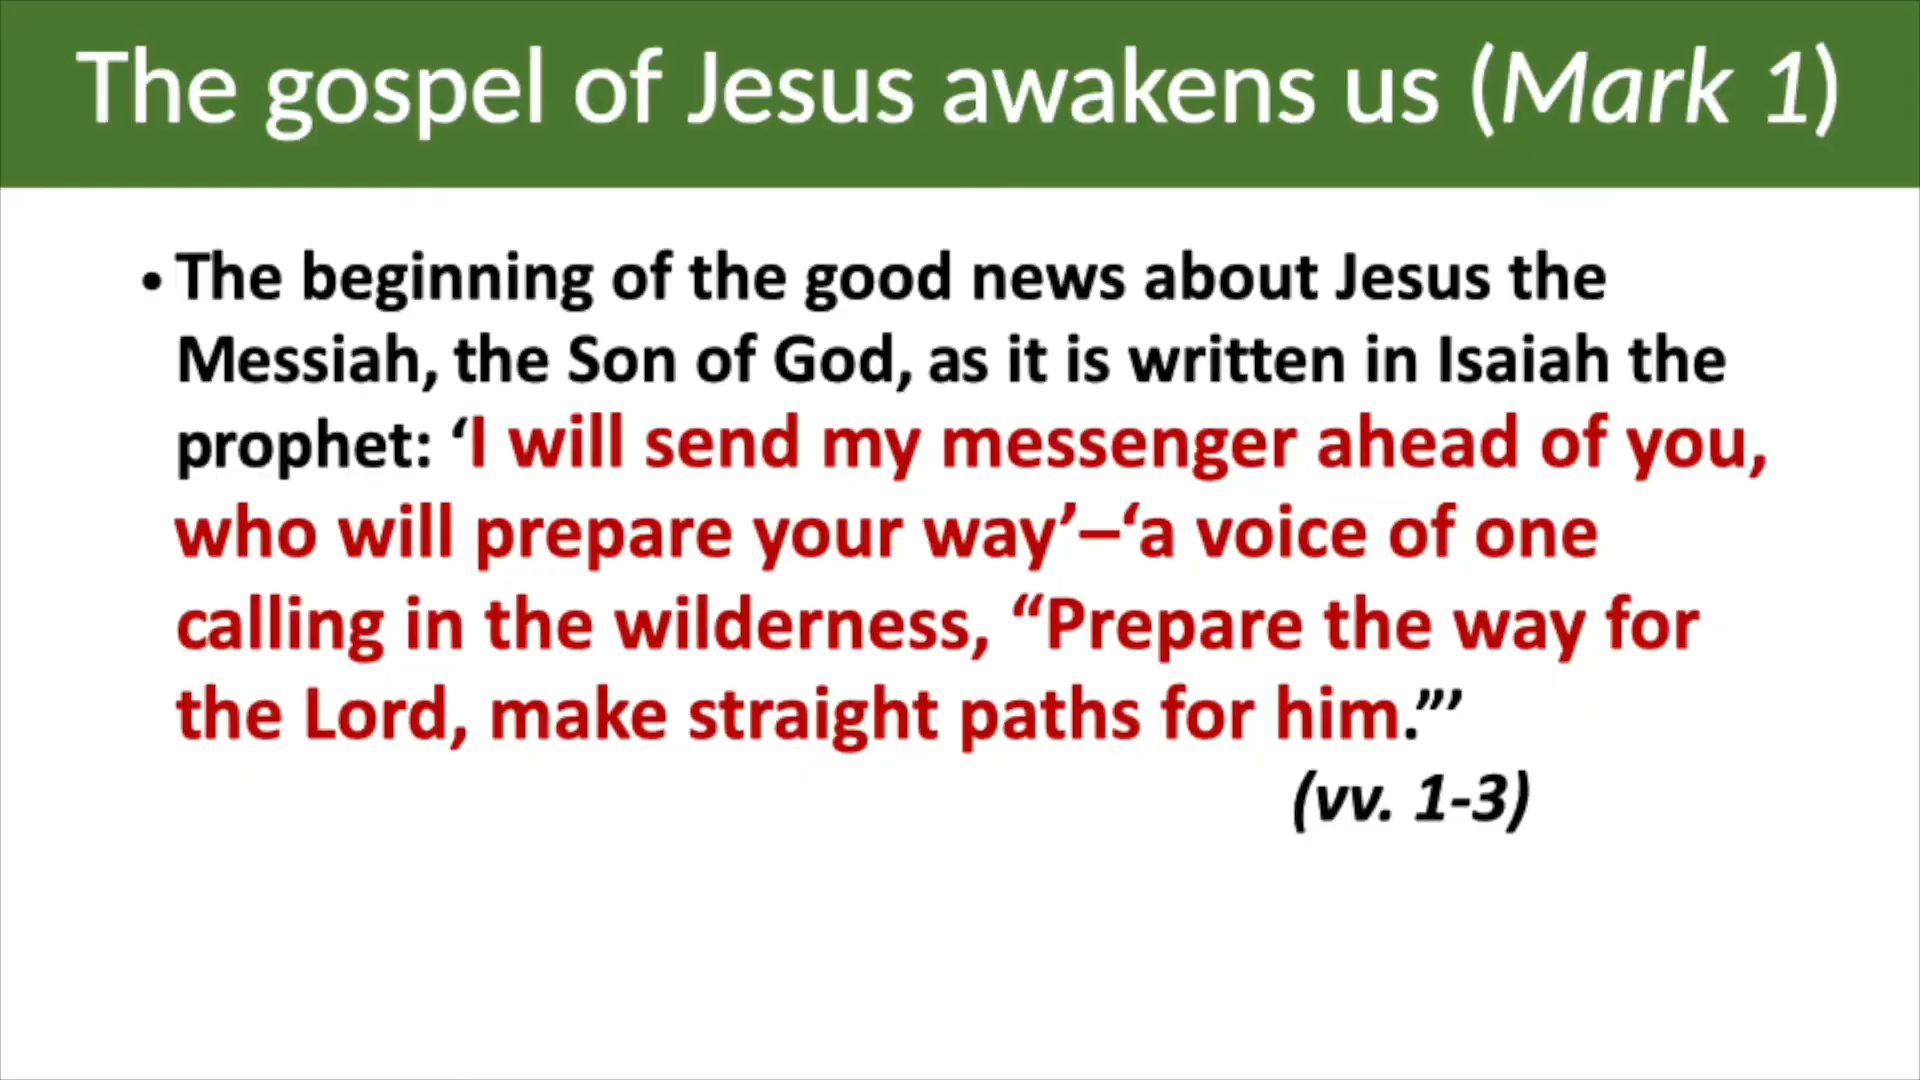 The gospel of Jesus awakens us (Mark 1)
• The beginning of the good news about Jesus the
Messiah, the Son of God, as it is written in Isaiah the
prophet: ‘I will send my messenger ahead of you,
who will prepare your way’–‘a voice of one
calling in the wilderness, “Prepare the way for
the Lord, make straight paths for him.”’
(vv. 1-3)